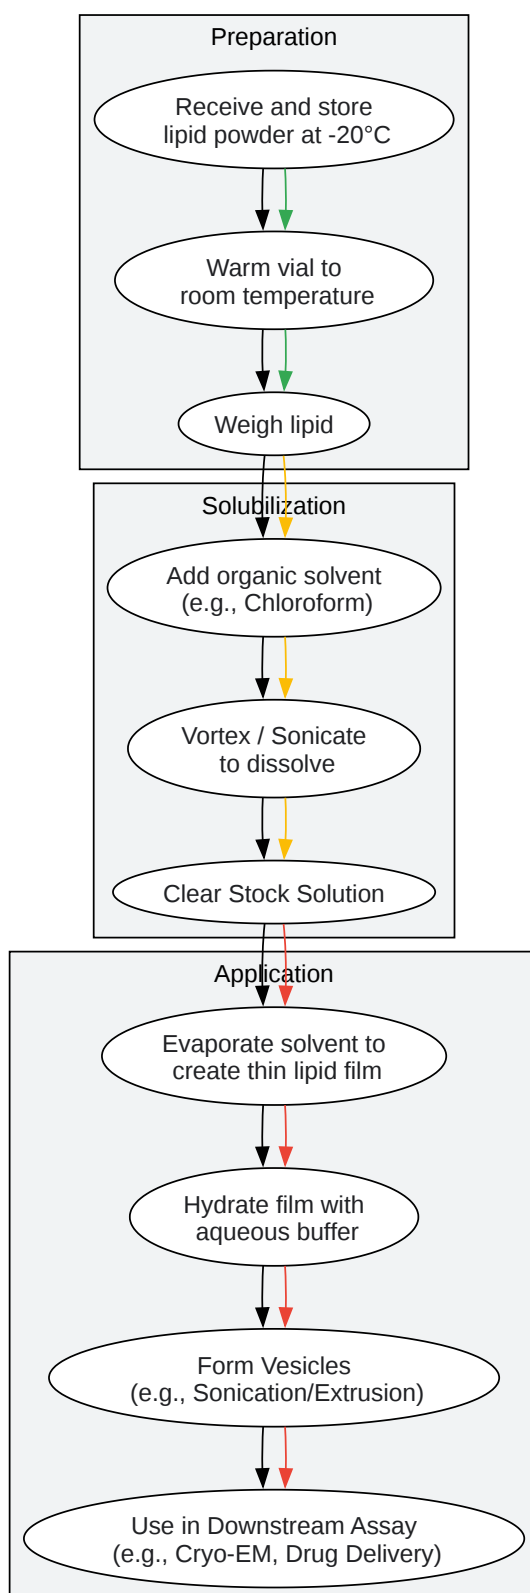 Preparation
Receive and store
lipid powder at -20°C
Warm vial to
room temperature
Weigh lipid
Solubilization
Add organic solvent
(e.g., Chloroform)
Vortex / Sonicate
to dissolve
Clear Stock Solution
Application
Evaporate solvent to
create thin lipid film
Hydrate film with
aqueous buffer
Form Vesicles
(e.g., Sonication/Extrusion)
Use in Downstream Assay
(e.g., Cryo-EM, Drug Delivery)